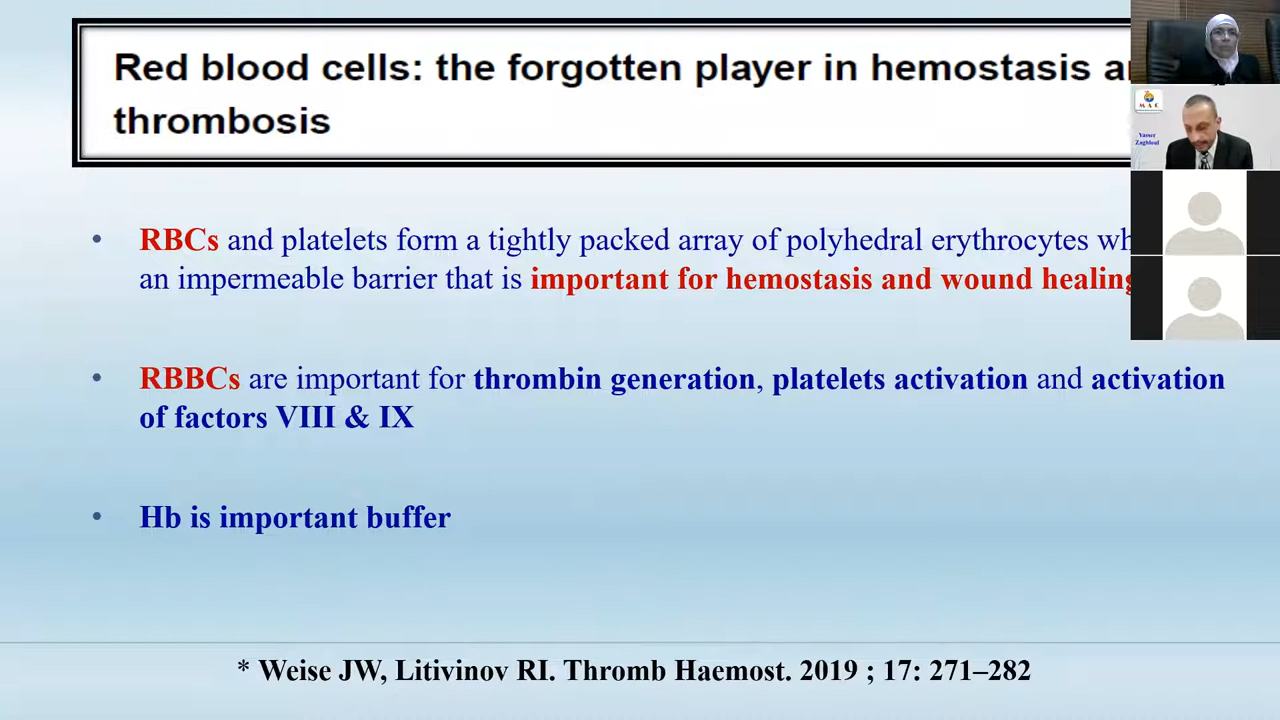 Red blood cells: the forgotten player in hemostasis
thrombosis
M A C
Yasser
Zaghloul
• RBCs and platelets form a tightly packed array of polyhedral erythrocytes
an impermeable barrier that is important for hemostasis and wound healing
• RBBCs are important for thrombin generation, platelets activation and activation
of factors VIII & IX
• Hb is important buffer
* Weise JW, Litivinov RI. Thromb Haemost. 2019 ; 17: 271–282